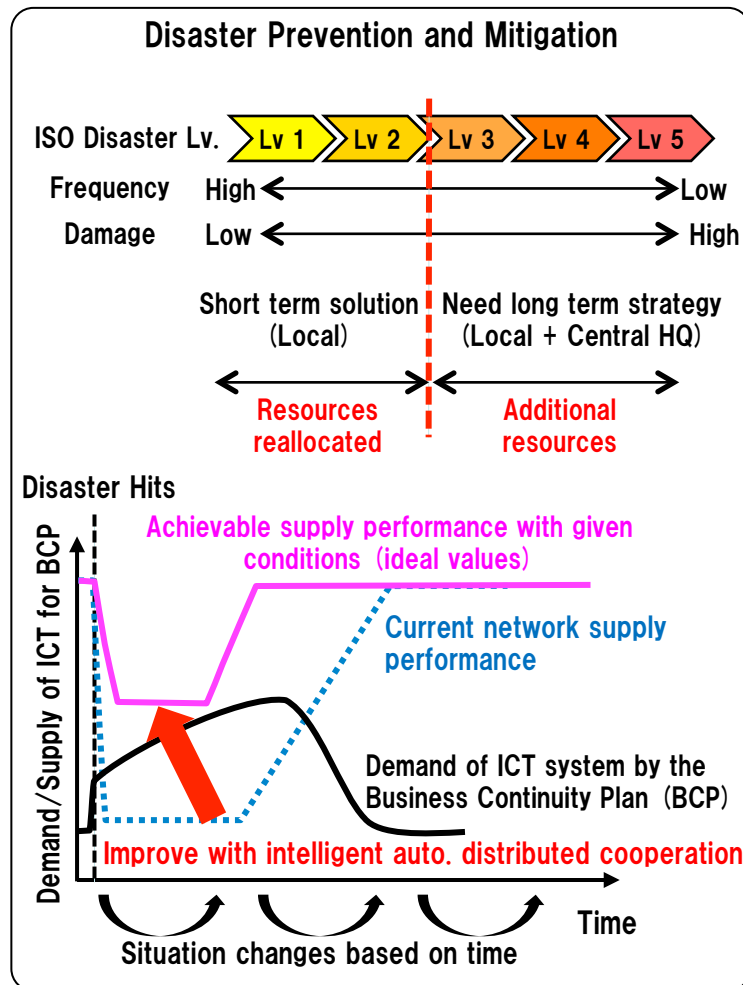 Disaster Prevention and Mitigation
ISO Disaster Lv.
Lv 1
Lv 2
Lv 3
Lv 4
Lv 5
Frequency
High
Low
Damage
Low
High
Short term solution
(Local)
Need long term strategy
(Local + Central HQ)
Resources
reallocated
Additional
resources
Disaster Hits
Achievable supply performance with given
conditions (ideal values)
Demand/Supply of ICT for BCP
Current network supply
performance
Demand of ICT system by the
Business Continuity Plan (BCP)
Improve with intelligent auto. distributed cooperation
Time
Situation changes based on time